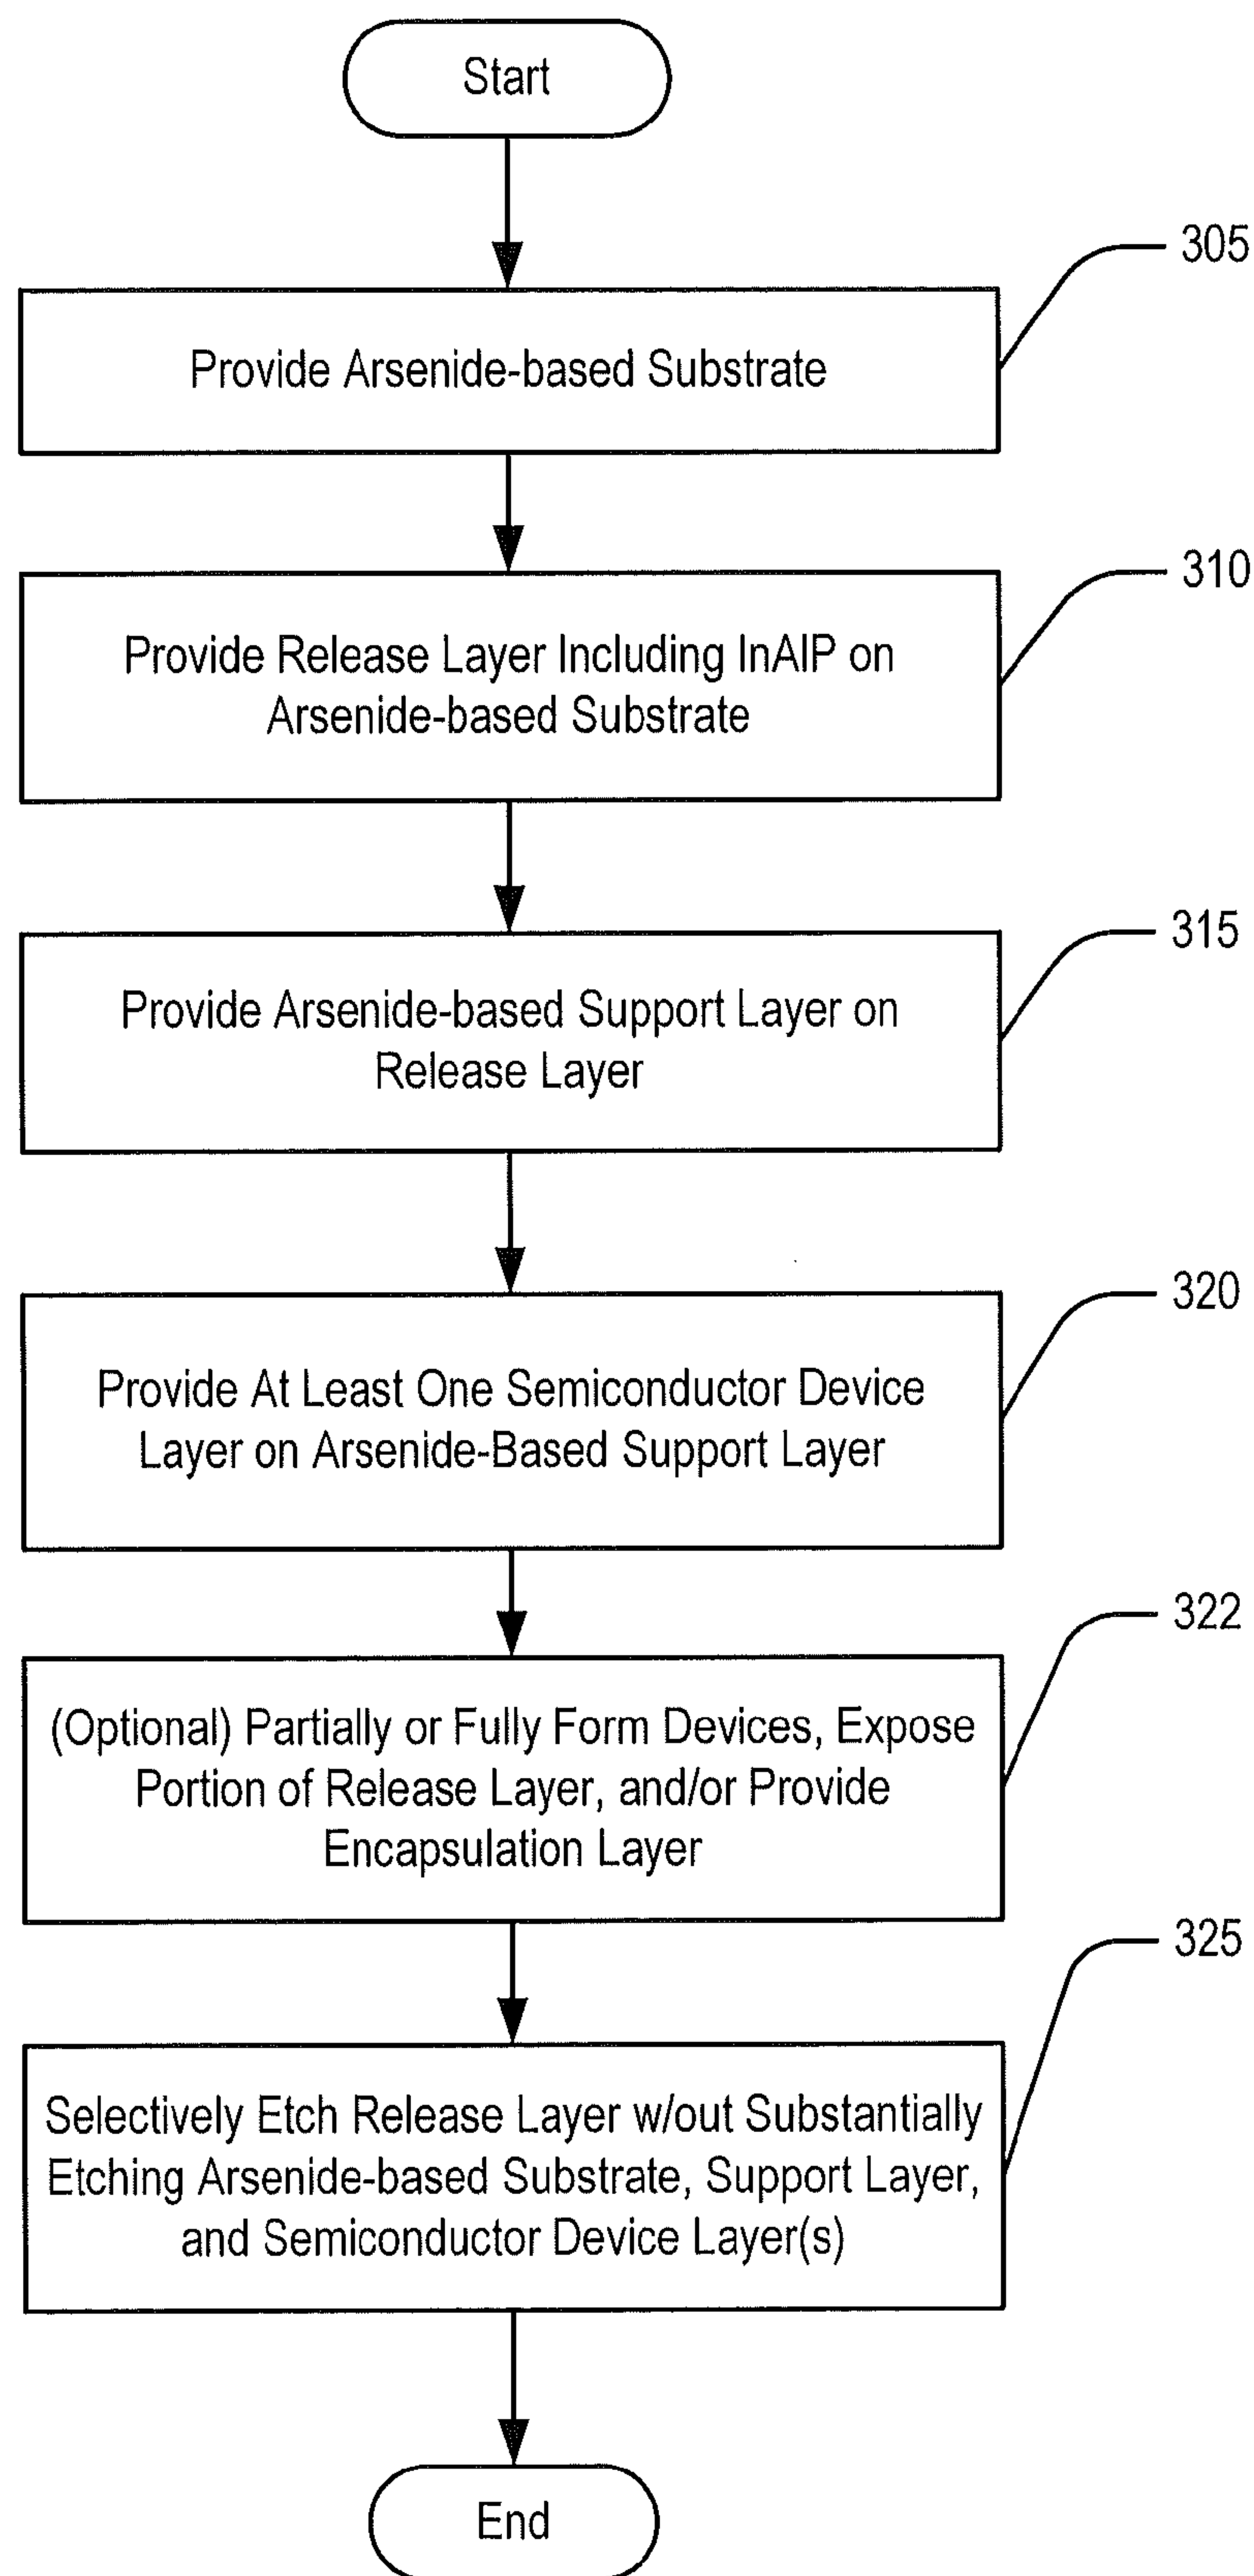 Start
305
Provide Arsenide-based Substrate
310
Provide Release Layer Including InAlP on
Arsenide-based Substrate
315
Provide Arsenide-based Support Layer on
Release Layer
320
Provide At Least One Semiconductor Device
Layer on Arsenide-Based Support Layer
322
(Optional) Partially or Fully Form Devices, Expose
Portion of Release Layer, and/or Provide
Encapsulation Layer
325
Selectively Etch Release Layer w/out Substantially
Etching Arsenide-based Substrate, Support Layer,
and Semiconductor Device Layer(s)
End